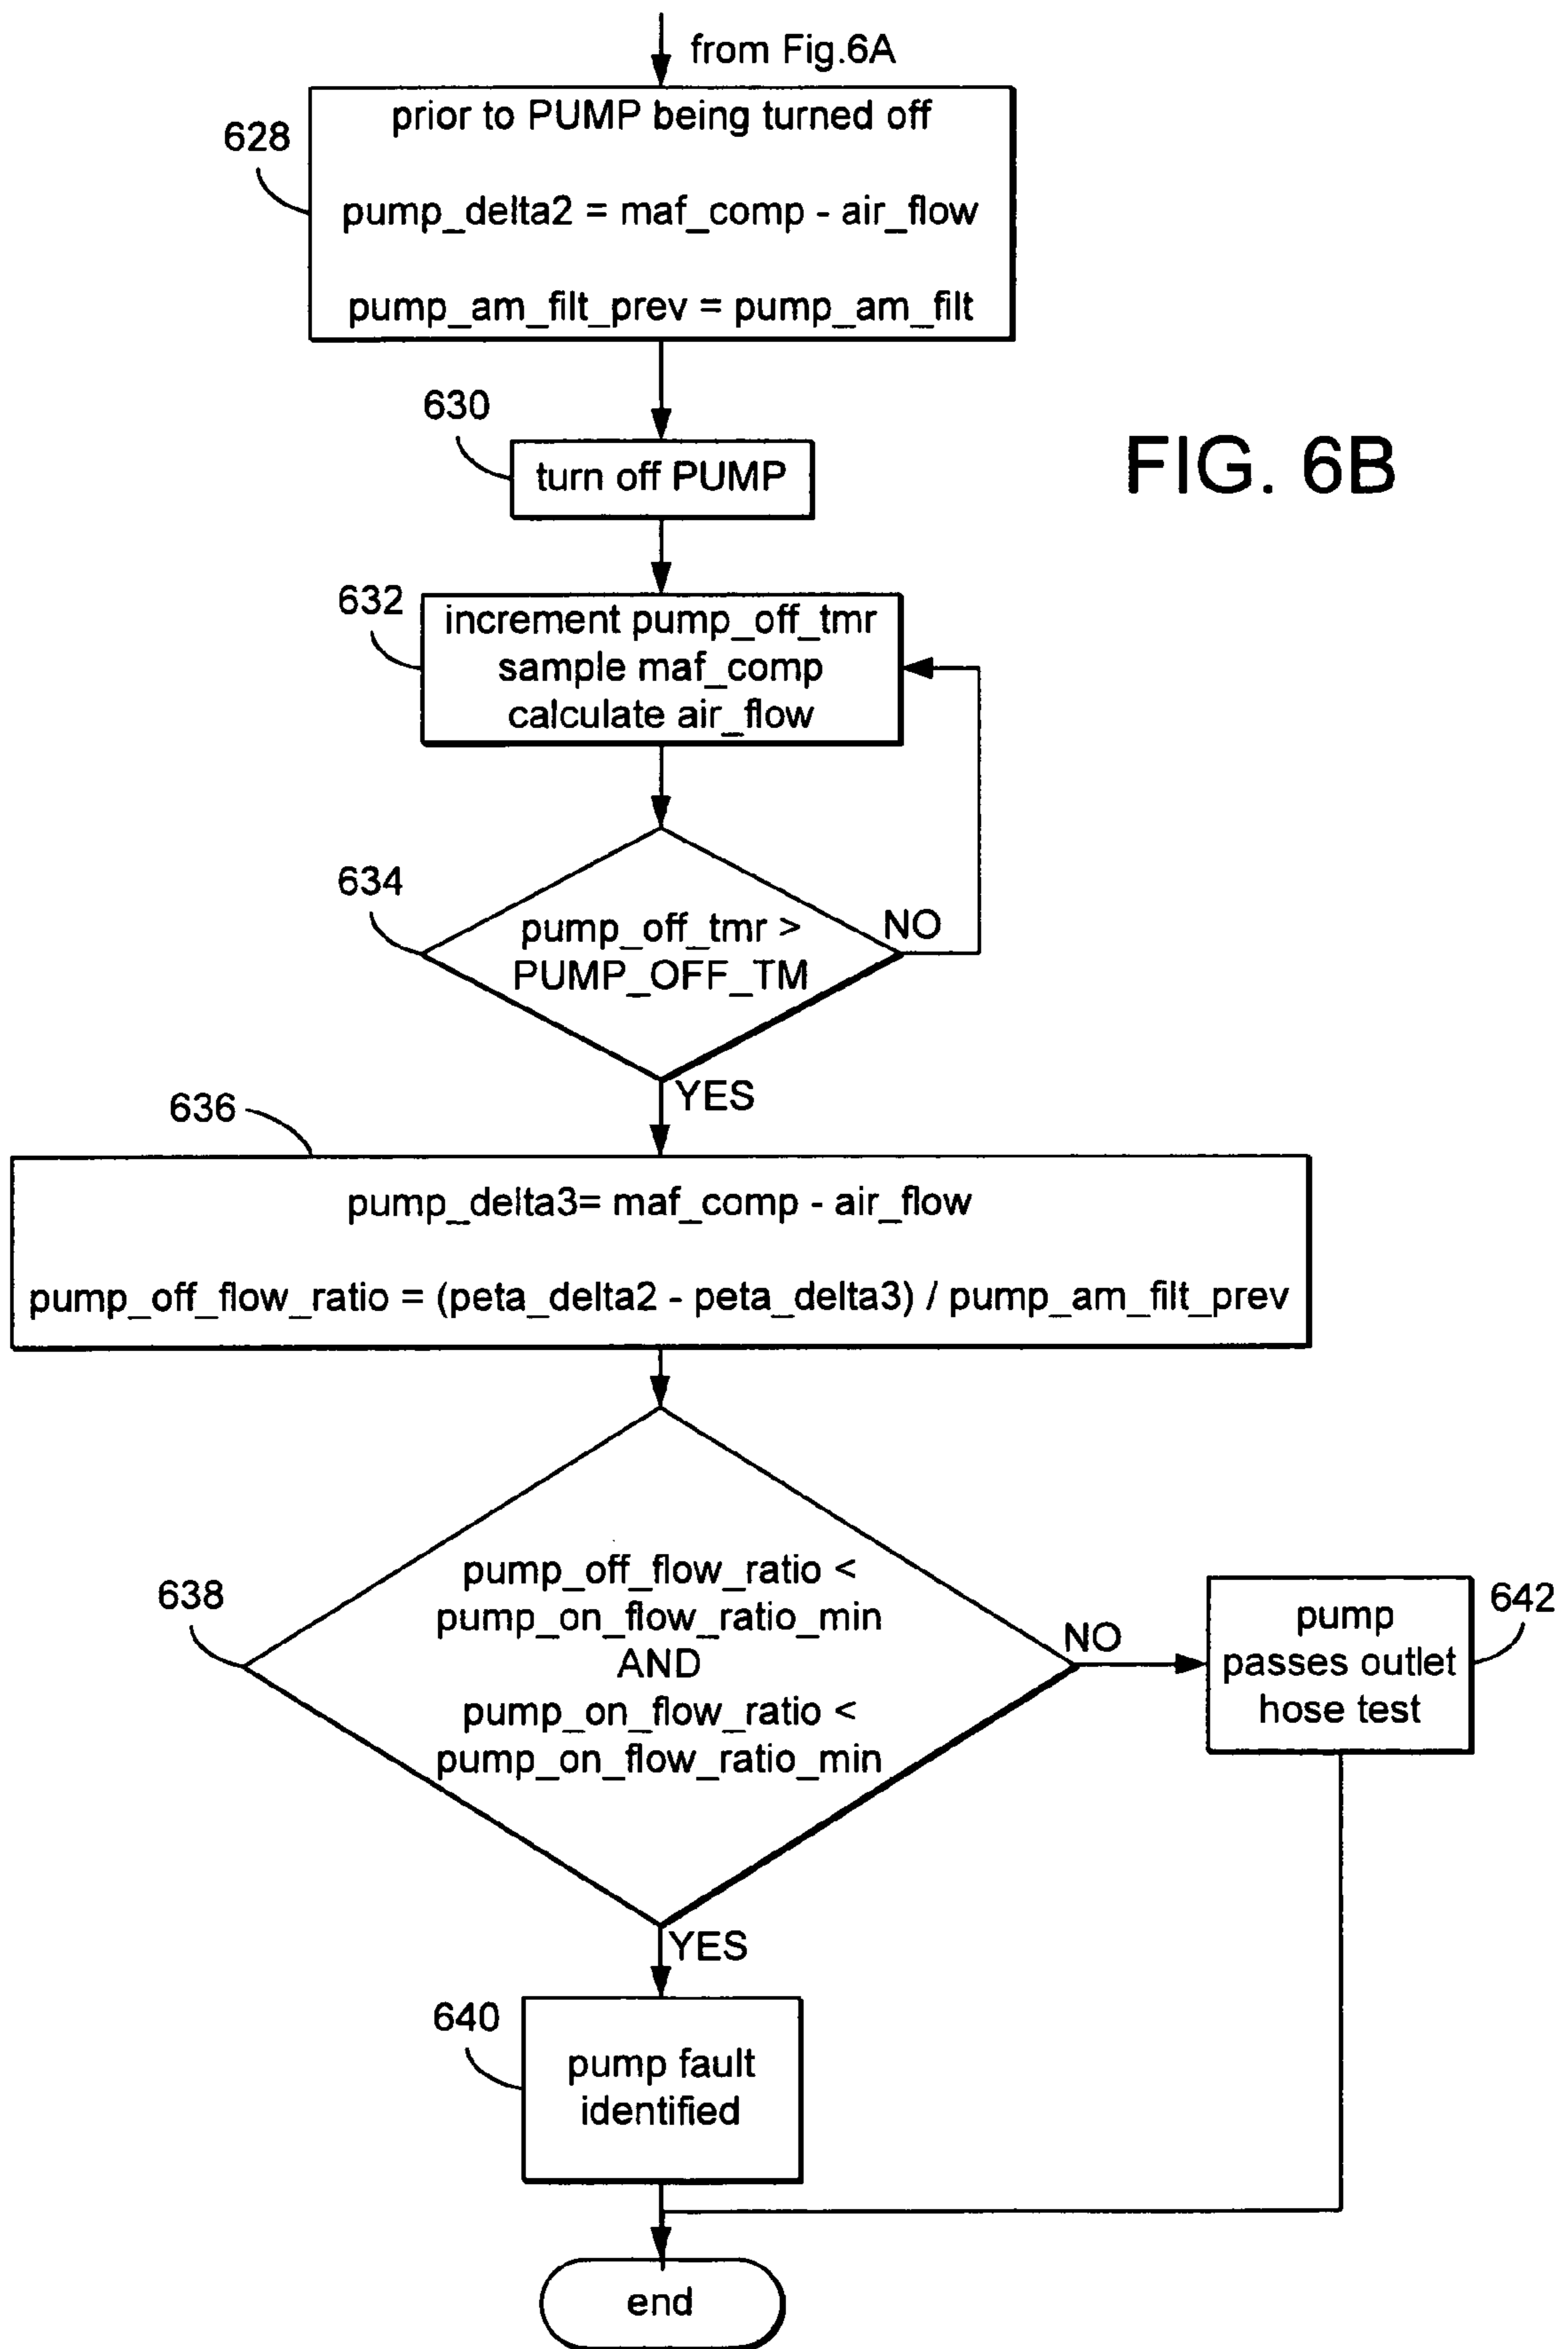 from Fig.6A
628
prior to PUMP being turned off
pump_delta2 = maf_comp - air_flow
pump_am_filt_prev = pump_am_filt
630
turn off PUMP
FIG. 6B
632
increment pump_off_tmr
sample maf_comp
calculate air_flow
634
pump_off_tmr >
PUMP_OFF_TM
NO
YES
636
pump_delta3= maf_comp - air_flow
pump_off_flow_ratio = (peta_delta2 - peta_delta3) / pump_am_filt_prev
638
pump_off_flow_ratio <
pump_on_flow_ratio_min
AND
pump_on_flow_ratio <
pump_on_flow_ratio_min
NO
642
pump
passes outlet
hose test
YES
640
pump fault
identified
end